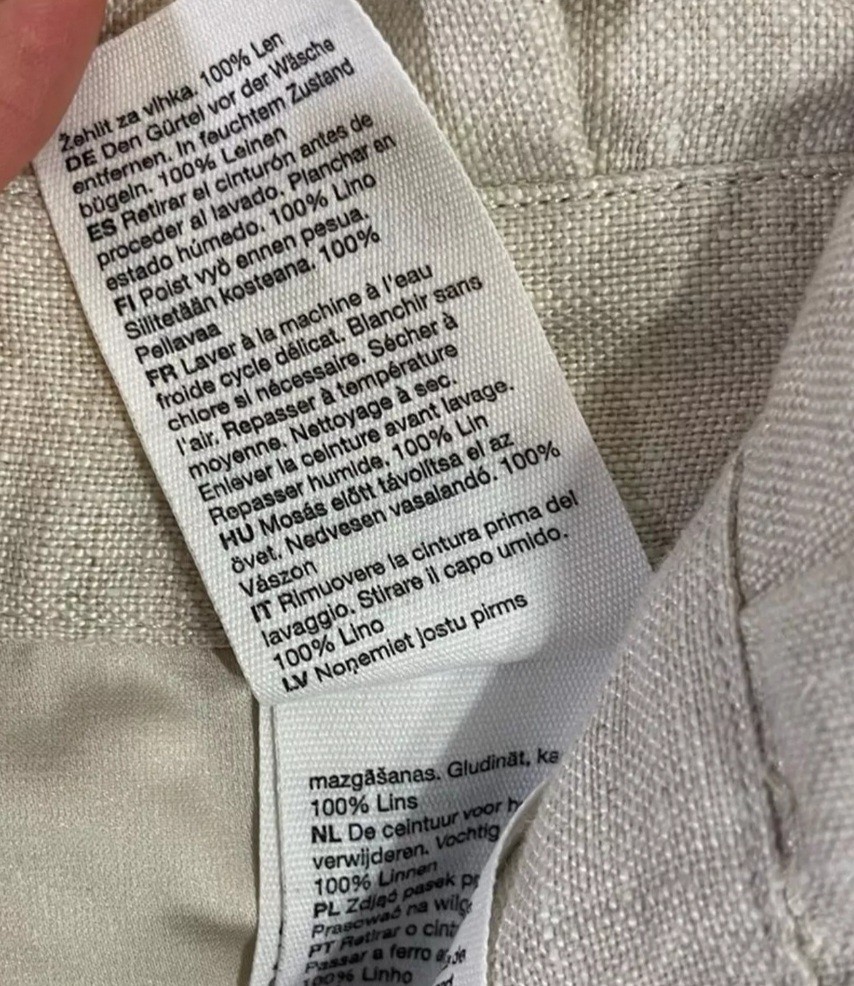 Žehlit za vlhka. 100% Len
DE Den Gürtel vor der Wäsche
entfernen. In feuchtem Zustand
bügeln. 100% Leinen
ES Retirar el cinturón antes de
proceder al lavado. Planchar en
estado húmedo. 100% Lino
FI Poist vyö ennen pesua.
Silitetään kosteana. 100%
Pellavaa
FR Laver à la machine à l'eau
froide cycle délicat. Blanchir sans
chlore si nécessaire. Sécher à
l'air. Repasser à température
moyenne. Nettoyage à sec.
Enlever la ceinture avant lavage.
Repasser humide. 100% Lin
HU Mosás előtt távolítsa el az
övet. Nedvesen vasalandó. 100%
Vászon
IT Rimuovere la cintura prima del
lavaggio. Stirare il capo umido.
100% Lino
LV Noņemiet jostu pirms
mazgāšanas. Gludināt, ka
100% Lins
NL De ceintuur voor
verwijderen. Vochtig
100% Linnen
PL Zdjąć pasek
Prasować na
PT Retirar o
Passar a ferro
100% Linho